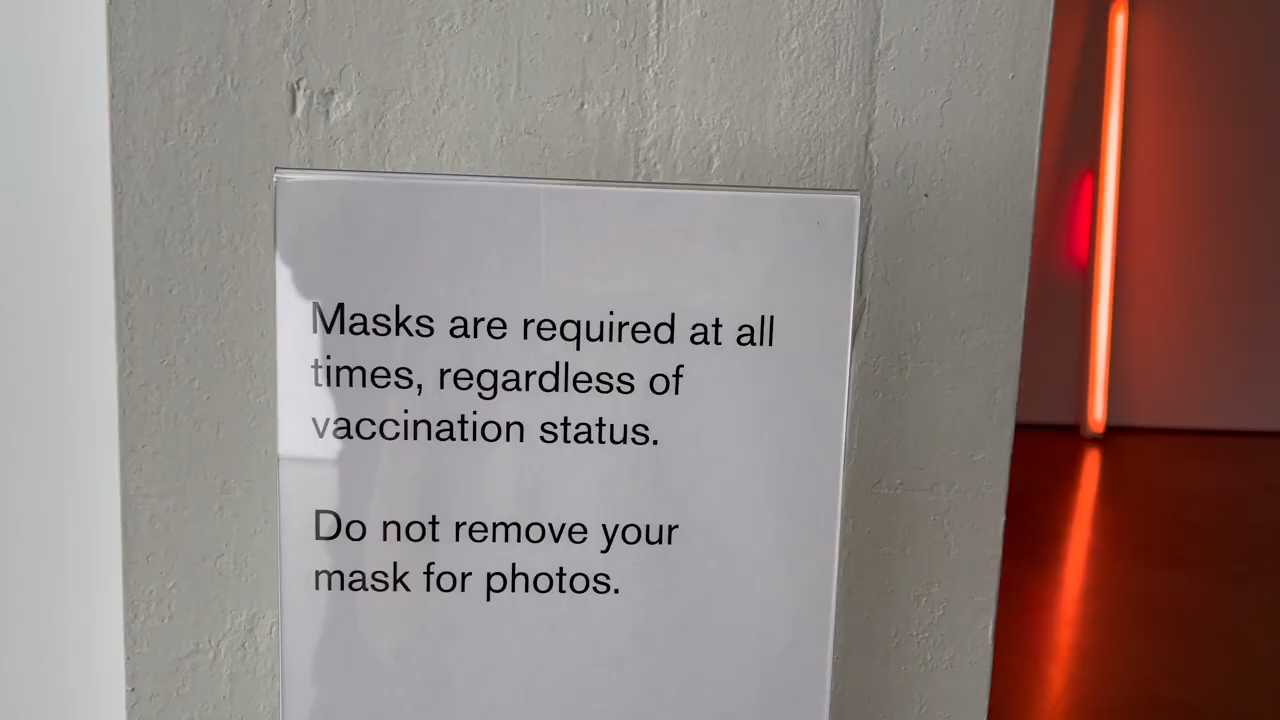 Masks are required at all
times, regardless of
vaccination status.
Do not remove your
mask for photos.